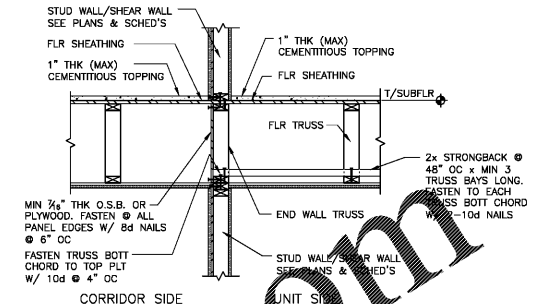 STUD WALL/SHEAR WALL
SEE PLANS & SCHED'S
FLR SHEATHING
1" THK (MAX)
CEMENTITIOUS TOPPING
1" THK (MAX)
CEMENTITIOUS TOPPING
FLR SHEATHING
T/SUBFLR
FLR TRUSS
2x STRONGBACK @
48" OC x MIN 3
TRUSS BAYS LONG.
FASTEN TO EACH
TRUSS BOTT CHORD
W/ 2-10d NAILS
MIN 7/16" THK O.S.B. OR
PLYWOOD. FASTEN @ ALL
PANEL EDGES W/ 8d NAILS
@ 6" OC
END WALL TRUSS
FASTEN TRUSS BOTT
CHORD TO TOP PLT
W/ 10d @ 4" OC
STUD WALL/SHEAR WALL
SEE PLANS & SCHED'S
CORRIDOR SIDE
UNIT SIDE
om